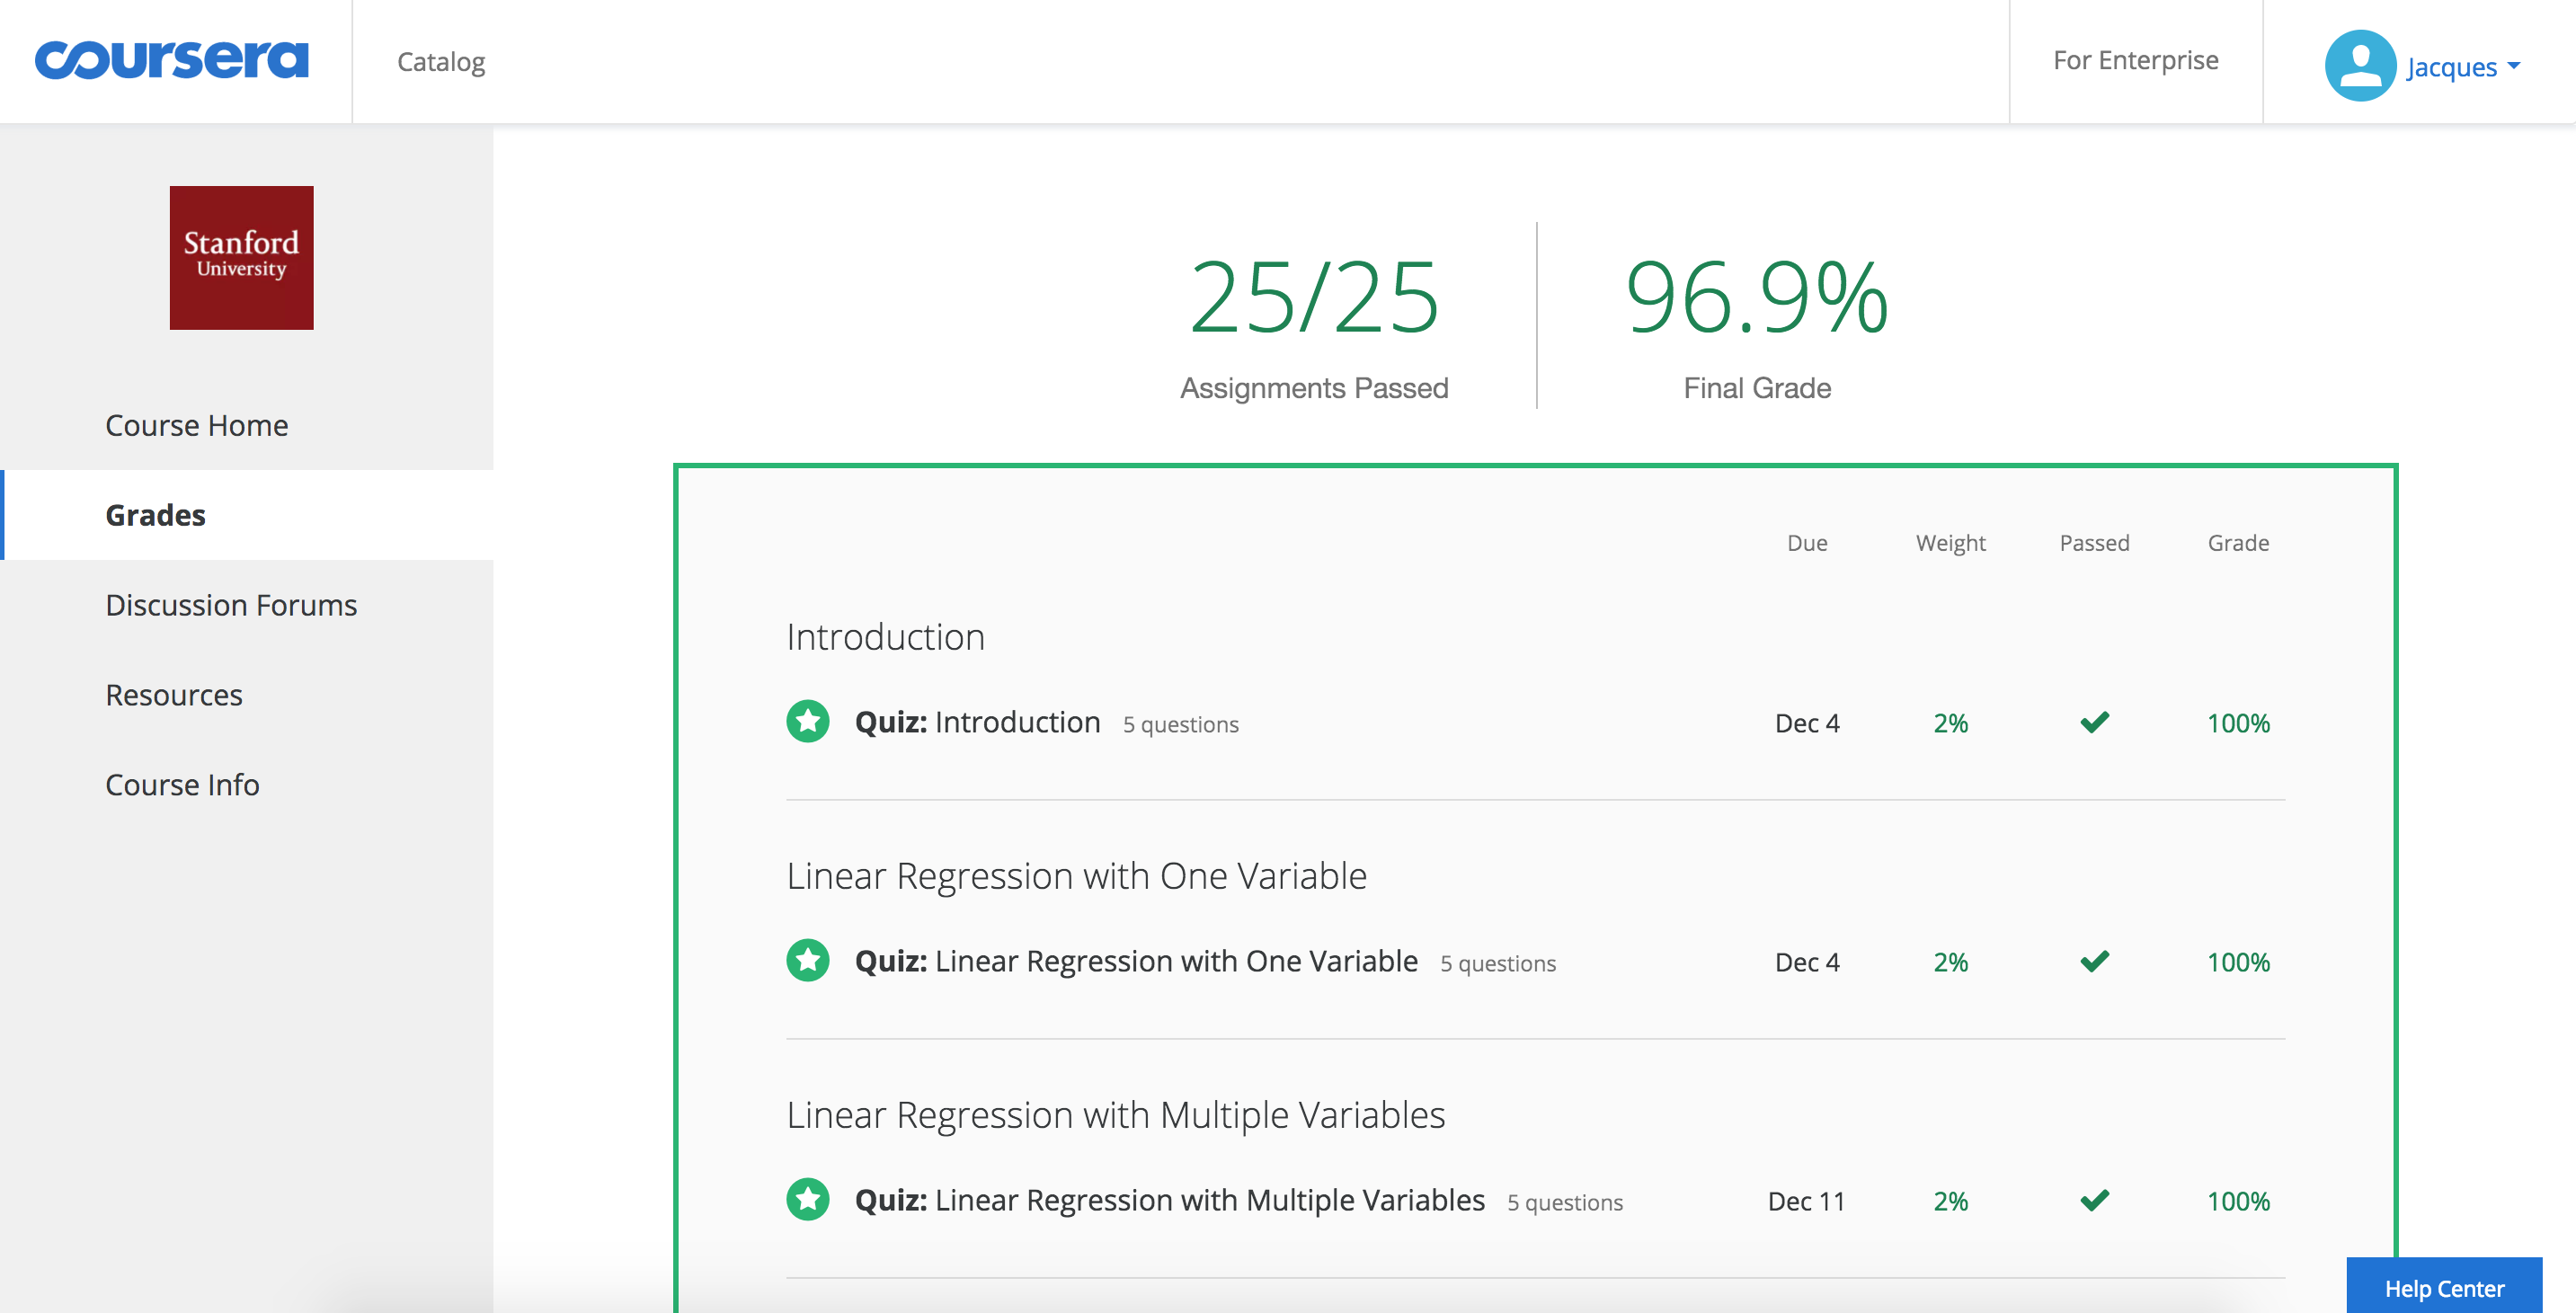 coursera
Catalog
For Enterprise
Jacques
Stanford
University
Course Home
Grades
Discussion Forums
Resources
Course Info
25/25
Assignments Passed
96.9%
Final Grade
Due Weight Passed Grade
Introduction
Quiz: Introduction 5 questions Dec 4 2% 100%
Linear Regression with One Variable
Quiz: Linear Regression with One Variable 5 questions Dec 4 2% 100%
Linear Regression with Multiple Variables
Quiz: Linear Regression with Multiple Variables 5 questions Dec 11 2% 100%
Help Center